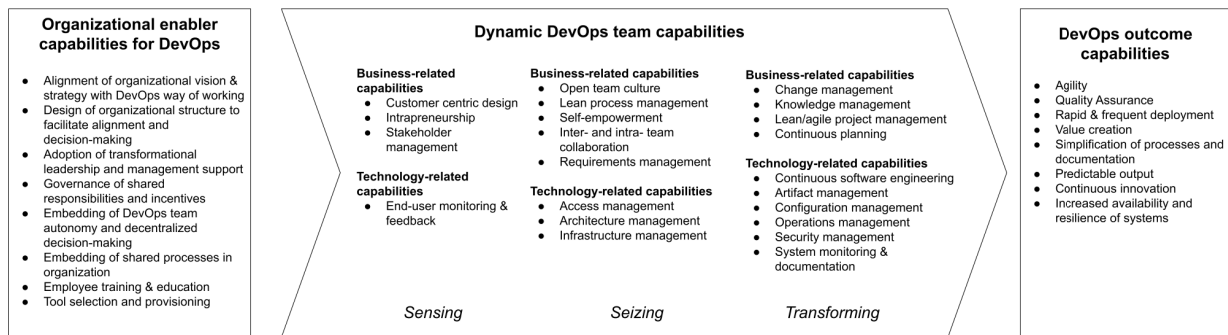 Organizational enabler
capabilities for DevOps
● Alignment of organizational vision &
strategy with DevOps way of working
● Design of organizational structure to
facilitate alignment and
decision-making
● Adoption of transformational
leadership and management support
● Governance of shared
responsibilities and incentives
● Embedding of DevOps team
autonomy and decentralized
decision-making
● Embedding of shared processes in
organization
● Employee training & education
● Tool selection and provisioning
Dynamic DevOps team capabilities
Business-related
capabilities
● Customer centric design
● Intrapreneurship
● Stakeholder
management
Technology-related
capabilities
● End-user monitoring &
feedback
Sensing
Business-related capabilities
● Open team culture
● Lean process management
● Self-empowerment
● Inter- and intra- team
collaboration
● Requirements management
Technology-related capabilities
● Access management
● Architecture management
● Infrastructure management
Seizing
Business-related capabilities
● Change management
● Knowledge management
● Lean/agile project management
● Continuous planning
Technology-related capabilities
● Continuous software engineering
● Artifact management
● Configuration management
● Operations management
● Security management
● System monitoring &
documentation
Transforming
DevOps outcome
capabilities
● Agility
● Quality Assurance
● Rapid & frequent deployment
● Value creation
● Simplification of processes and
documentation
● Predictable output
● Continuous innovation
● Increased availability and
resilience of systems